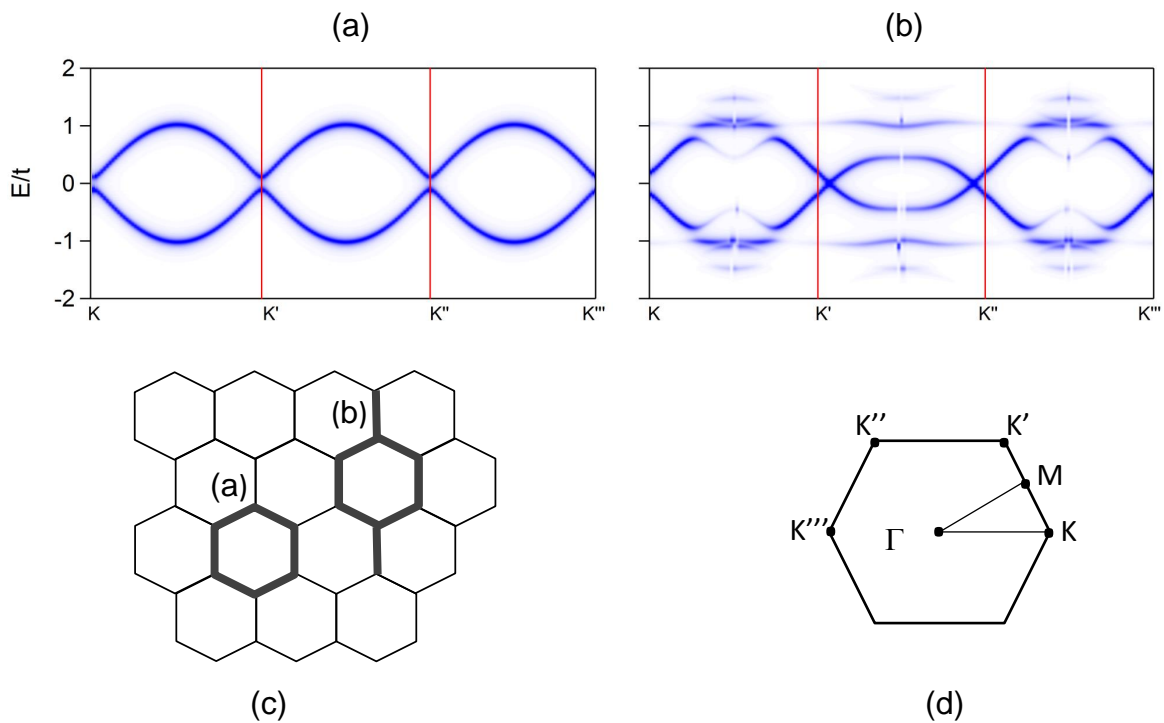 (a) (b)
2 1 0 -1 -2
E/t
K K' K'' K'''
K K' K'' K'''
(b)
(a)
K'' K'
M
K''' Γ K
(c) (d)